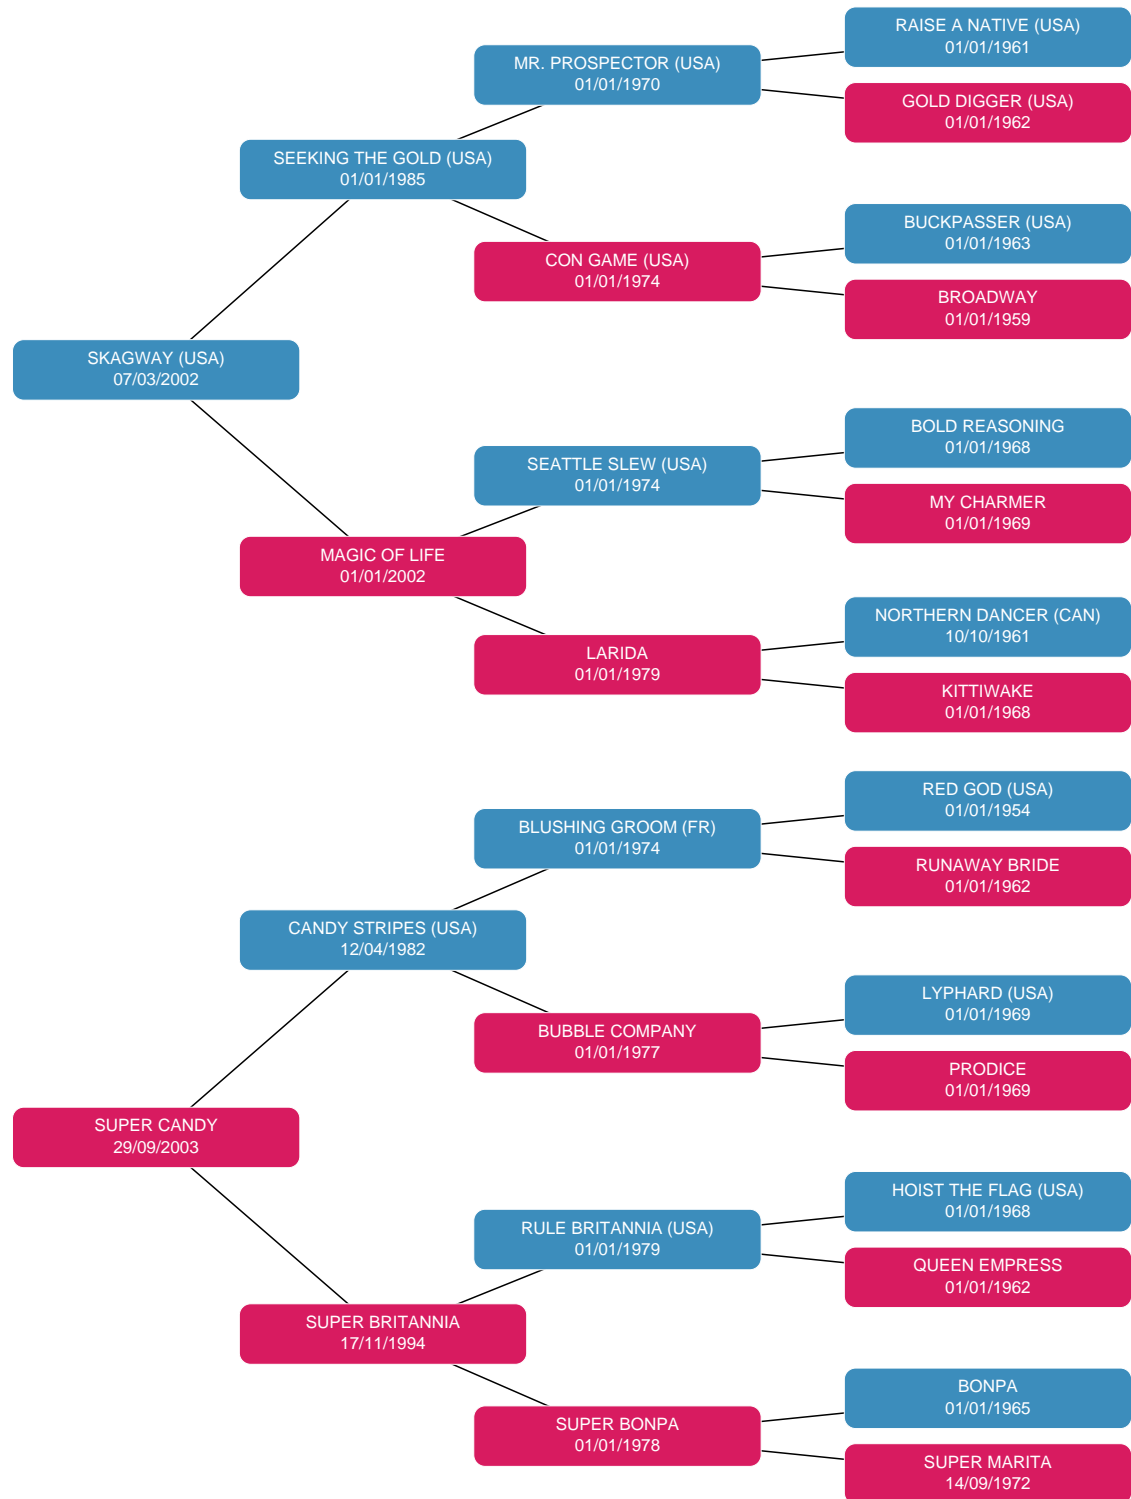 RAISE A NATIVE (USA)
01/01/1961
MR. PROSPECTOR (USA)
01/01/1970
GOLD DIGGER (USA)
01/01/1962
SEEKING THE GOLD (USA)
01/01/1985
BUCKPASSER (USA)
01/01/1963
CON GAME (USA)
01/01/1974
BROADWAY
01/01/1959
SKAGWAY (USA)
07/03/2002
BOLD REASONING
01/01/1968
SEATTLE SLEW (USA)
01/01/1974
MY CHARMER
01/01/1969
MAGIC OF LIFE
01/01/2002
NORTHERN DANCER (CAN)
10/10/1961
LARIDA
01/01/1979
KITTIWAKE
01/01/1968
RED GOD (USA)
01/01/1954
BLUSHING GROOM (FR)
01/01/1974
RUNAWAY BRIDE
01/01/1962
CANDY STRIPES (USA)
12/04/1982
LYPHARD (USA)
01/01/1969
BUBBLE COMPANY
01/01/1977
PRODICE
01/01/1969
SUPER CANDY
29/09/2003
HOIST THE FLAG (USA)
01/01/1968
RULE BRITANNIA (USA)
01/01/1979
QUEEN EMPRESS
01/01/1962
SUPER BRITANNIA
17/11/1994
BONPA
01/01/1965
SUPER BONPA
01/01/1978
SUPER MARITA
14/09/1972